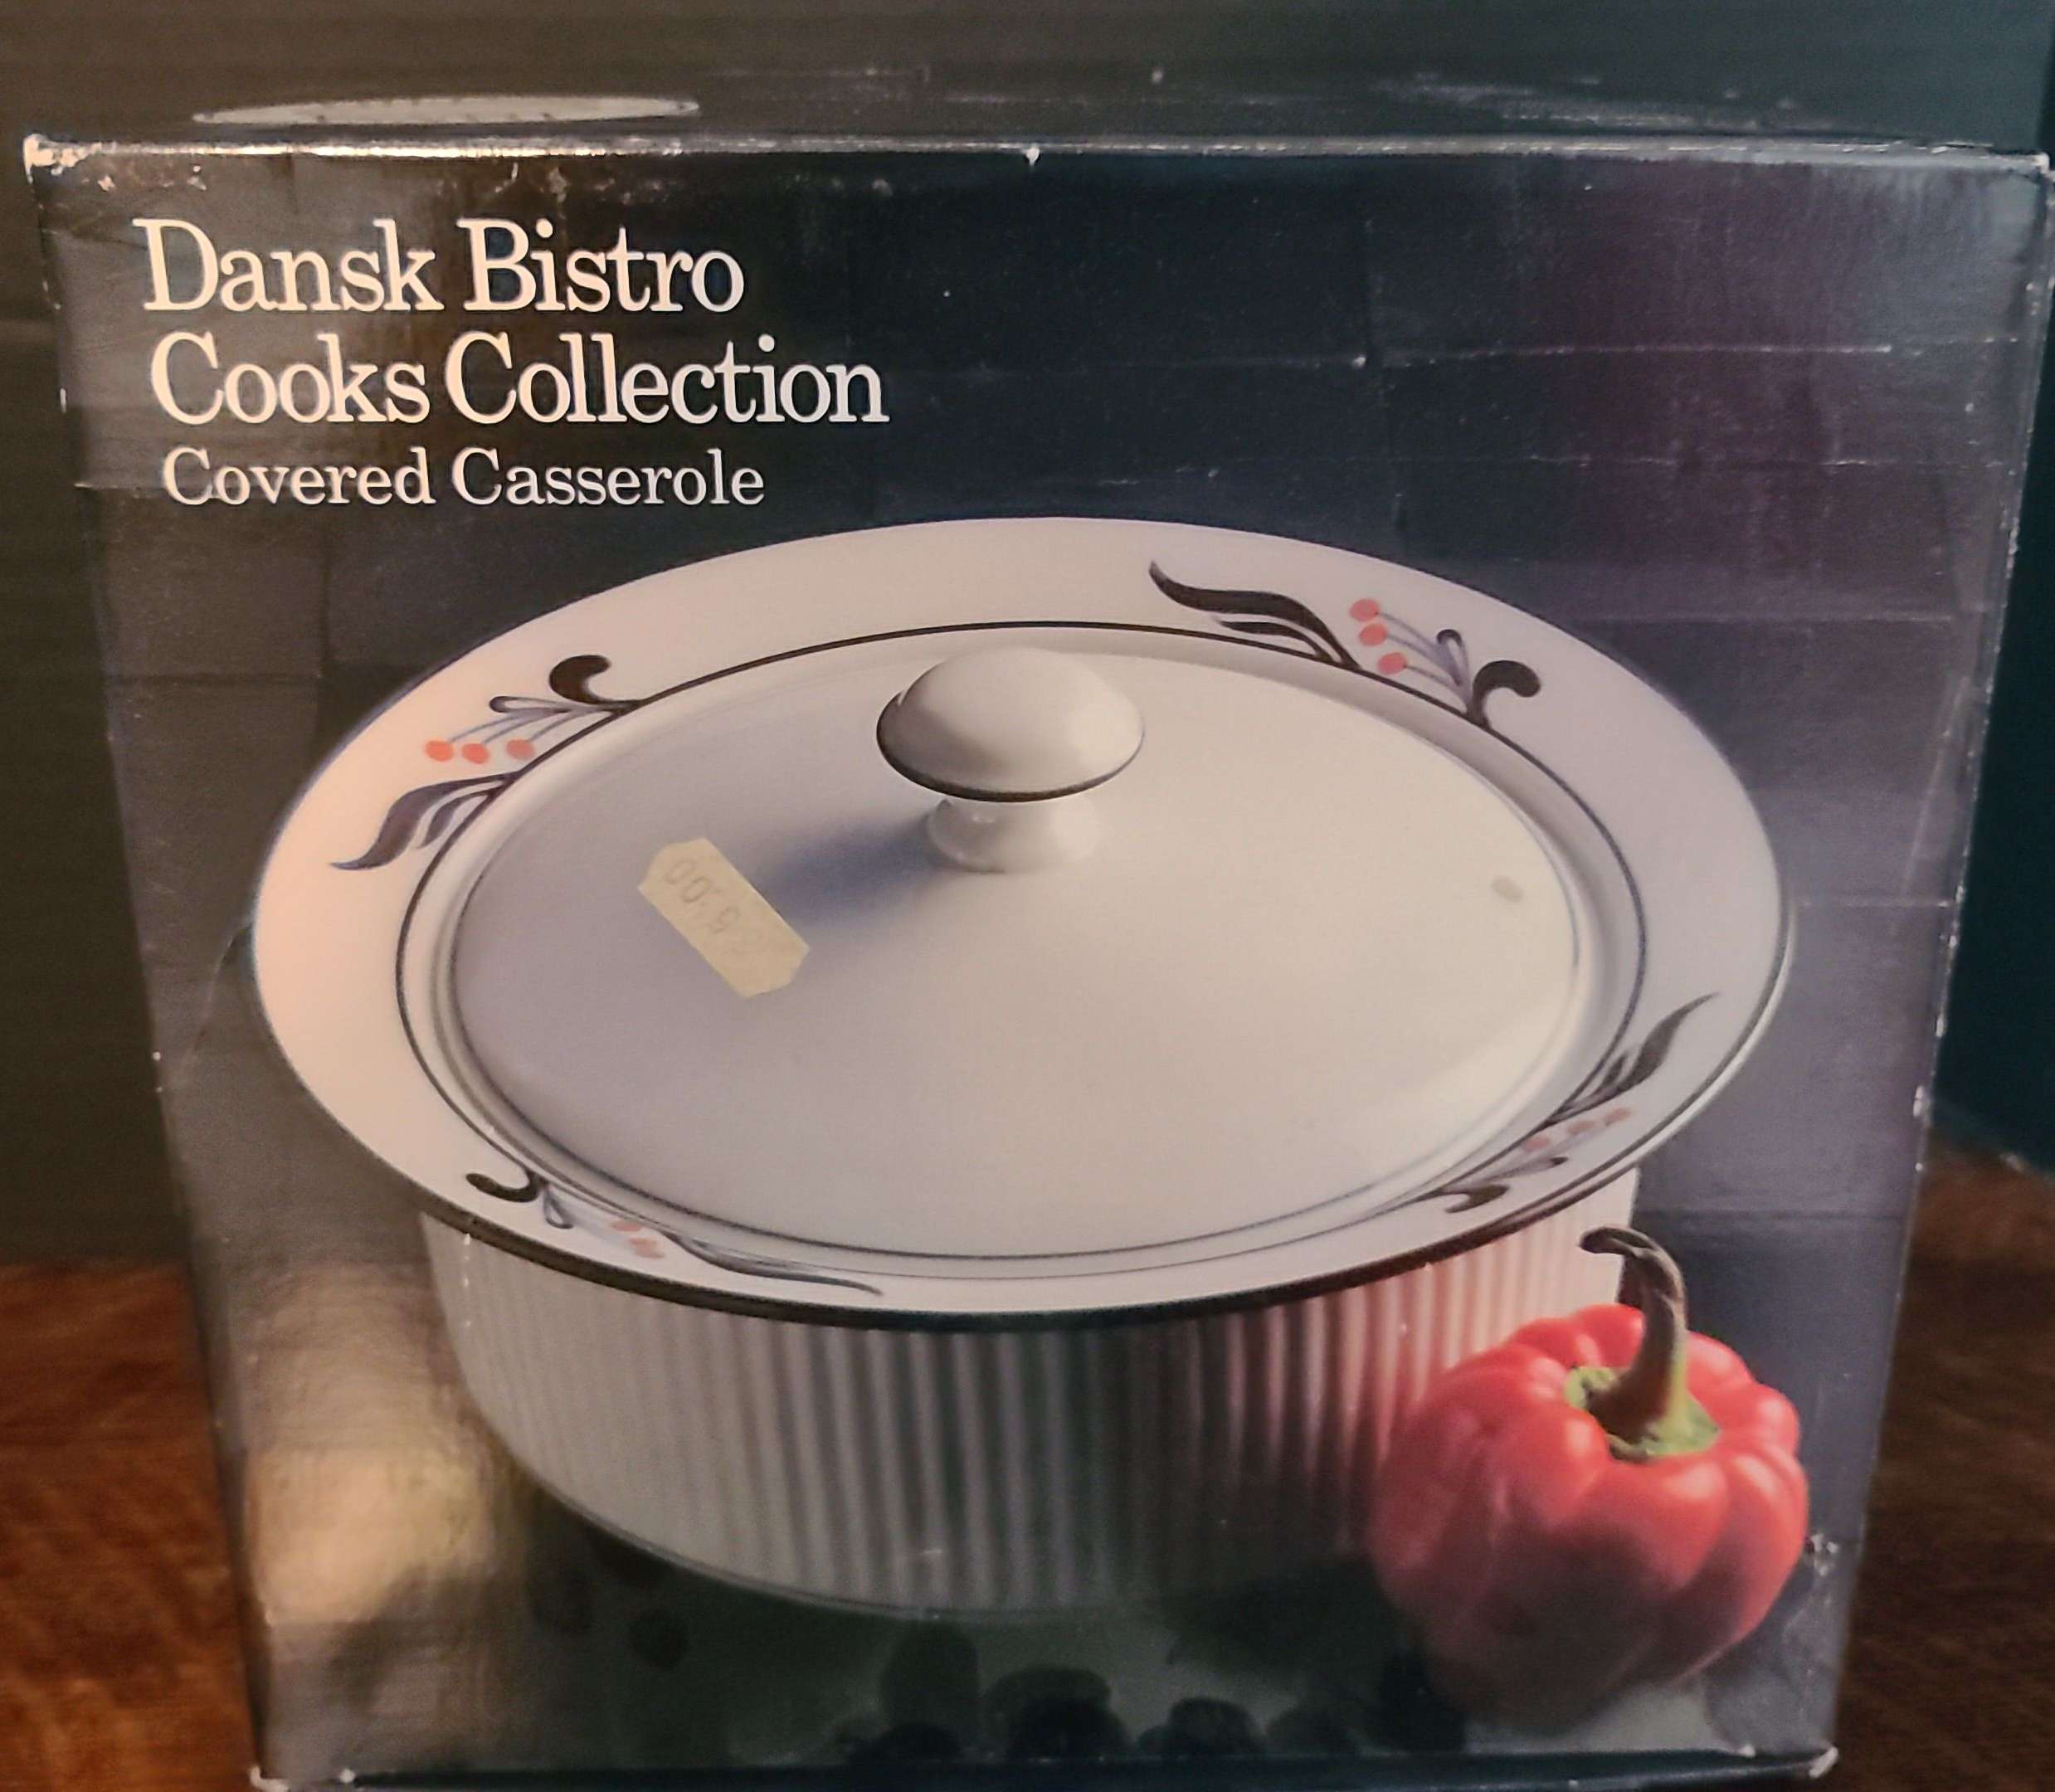 Dansk Bistro
Cooks Collection
Covered Casserole